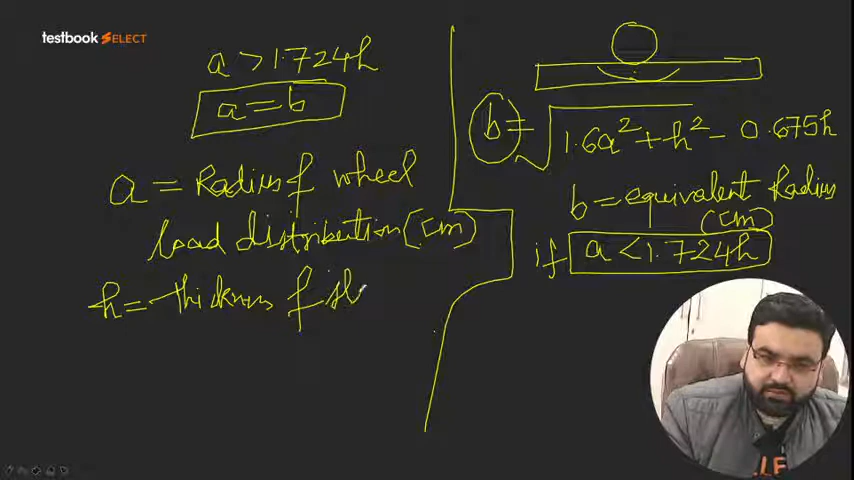 testbook SELECT
a > 1.724h
a = b
a = Radius of wheel
load distribution (cm)
h = thickness of sl
b = √1.6a² + h² - 0.675h
b = equivalent Radius
(cm)
if a < 1.724h